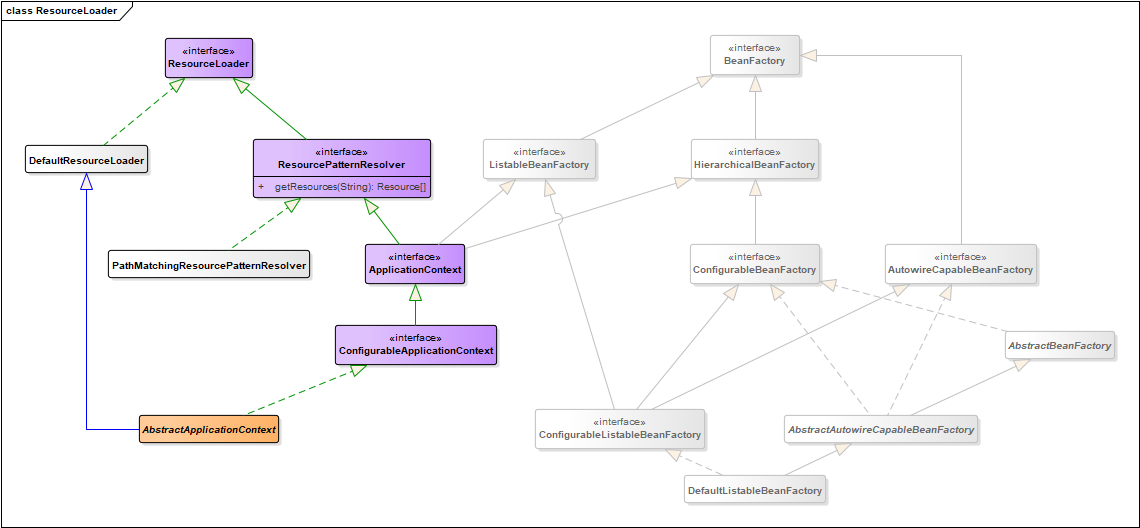 class ResourceLoader
«interface»
ResourceLoader
«interface»
BeanFactory
DefaultResourceLoader
«interface»
ResourcePatternResolver
+ getResources(String): Resource[]
«interface»
ListableBeanFactory
«interface»
HierarchicalBeanFactory
PathMatchingResourcePatternResolver
«interface»
ApplicationContext
«interface»
ConfigurableBeanFactory
«interface»
AutowireCapableBeanFactory
«interface»
ConfigurableApplicationContext
AbstractBeanFactory
AbstractApplicationContext
«interface»
ConfigurableListableBeanFactory
AbstractAutowireCapableBeanFactory
DefaultListableBeanFactory